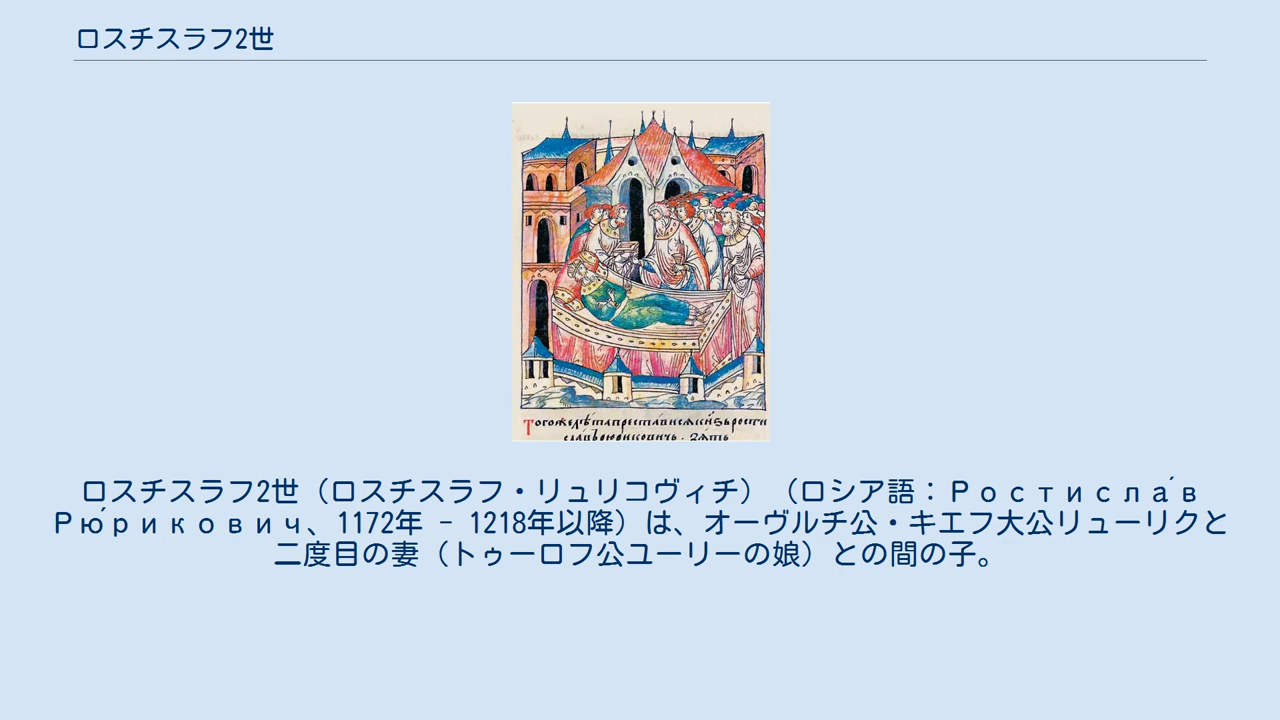 ロスチスラフ2世
Тогожелѣтапрестависѧкнѧзьрости
славърюриковичь. Зѧть
ロスチスラフ2世（ロスチスラフ・リュリコヴィチ）（ロシア語：Ростисла́в
Рю́рикович、1172年 - 1218年以降）は、オーヴルチ公・キエフ大公リューリクと
二度目の妻（トゥーロフ公ユーリーの娘）との間の子。